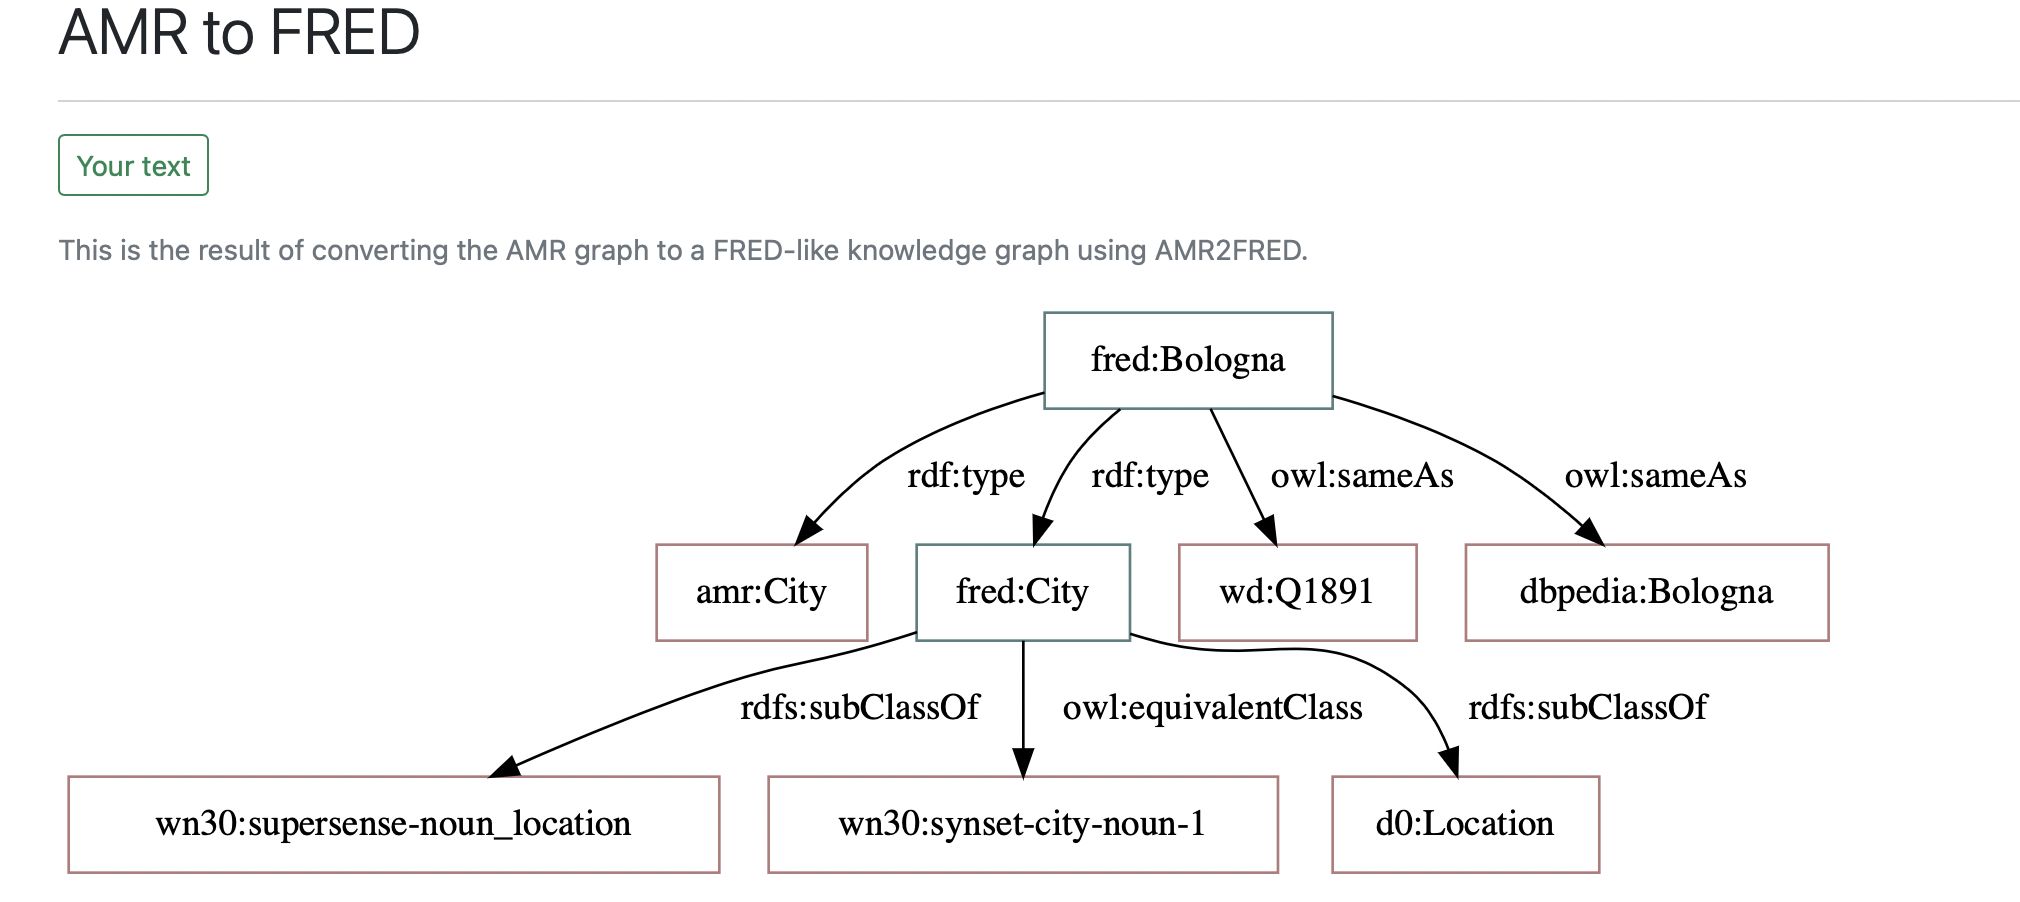 AMR to FRED
Your text
This is the result of converting the AMR graph to a FRED-like knowledge graph using AMR2FRED.
fred:Bologna
rdf:type
rdf:type
owl:sameAs
owl:sameAs
amr:City
fred:City
wd:Q1891
dbpedia:Bologna
rdfs:subClassOf
owl:equivalentClass
rdfs:subClassOf
wn30:supersense-noun_location
wn30:synset-city-noun-1
d0:Location